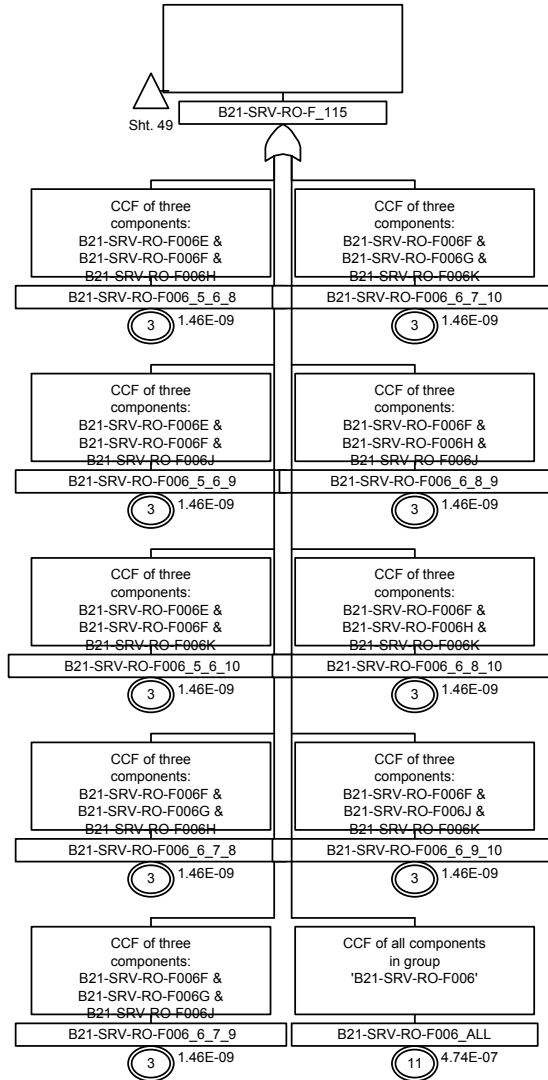 Sht. 49
B21-SRV-RO-F_115
CCF of three
components:
B21-SRV-RO-F006E &
B21-SRV-RO-F006F &
B21-SRV-RO-F006H
B21-SRV-RO-F006_5_6_8
3
1.46E-09
CCF of three
components:
B21-SRV-RO-F006F &
B21-SRV-RO-F006G &
B21-SRV-RO-F006K
B21-SRV-RO-F006_6_7_10
3
1.46E-09
CCF of three
components:
B21-SRV-RO-F006E &
B21-SRV-RO-F006F &
B21-SRV-RO-F006J
B21-SRV-RO-F006_5_6_9
3
1.46E-09
CCF of three
components:
B21-SRV-RO-F006F &
B21-SRV-RO-F006H &
B21-SRV-RO-F006J
B21-SRV-RO-F006_6_8_9
3
1.46E-09
CCF of three
components:
B21-SRV-RO-F006E &
B21-SRV-RO-F006F &
B21-SRV-RO-F006K
B21-SRV-RO-F006_5_6_10
3
1.46E-09
CCF of three
components:
B21-SRV-RO-F006F &
B21-SRV-RO-F006H &
B21-SRV-RO-F006K
B21-SRV-RO-F006_6_8_10
3
1.46E-09
CCF of three
components:
B21-SRV-RO-F006F &
B21-SRV-RO-F006G &
B21-SRV-RO-F006H
B21-SRV-RO-F006_6_7_8
3
1.46E-09
CCF of three
components:
B21-SRV-RO-F006F &
B21-SRV-RO-F006J &
B21-SRV-RO-F006K
B21-SRV-RO-F006_6_9_10
3
1.46E-09
CCF of three
components:
B21-SRV-RO-F006F &
B21-SRV-RO-F006G &
B21-SRV-RO-F006J
B21-SRV-RO-F006_6_7_9
3
1.46E-09
CCF of all components
in group
'B21-SRV-RO-F006'
B21-SRV-RO-F006_ALL
11
4.74E-07